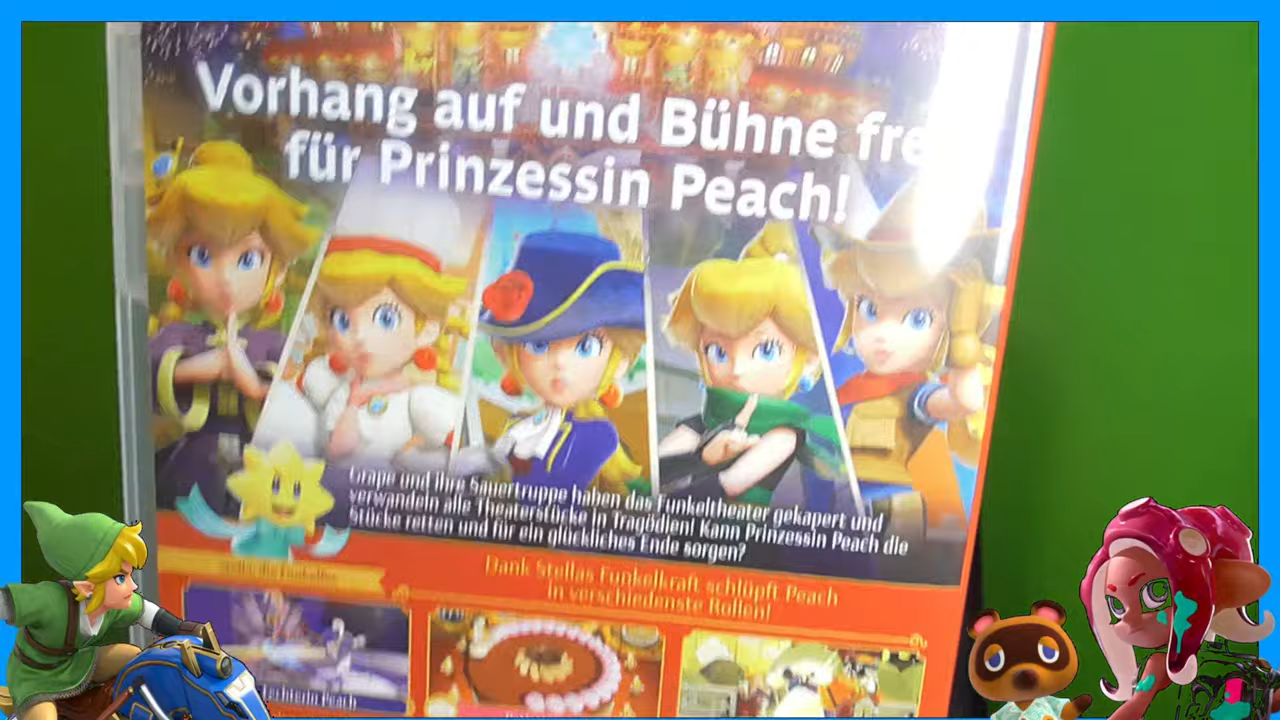 Vorhang auf und Bühne fre
für Prinzessin Peach!
Grape und ihre Sauertruppe haben das Funkeltheater gekapert und
verwandeln alle Theaterstücke in Tragödien! Kann Prinzessin Peach die
Stücke retten und für ein glückliches Ende sorgen?
Dank Stellas Funkelkraft schlüpft Peach
in verschiedenste Rollen!
Peach